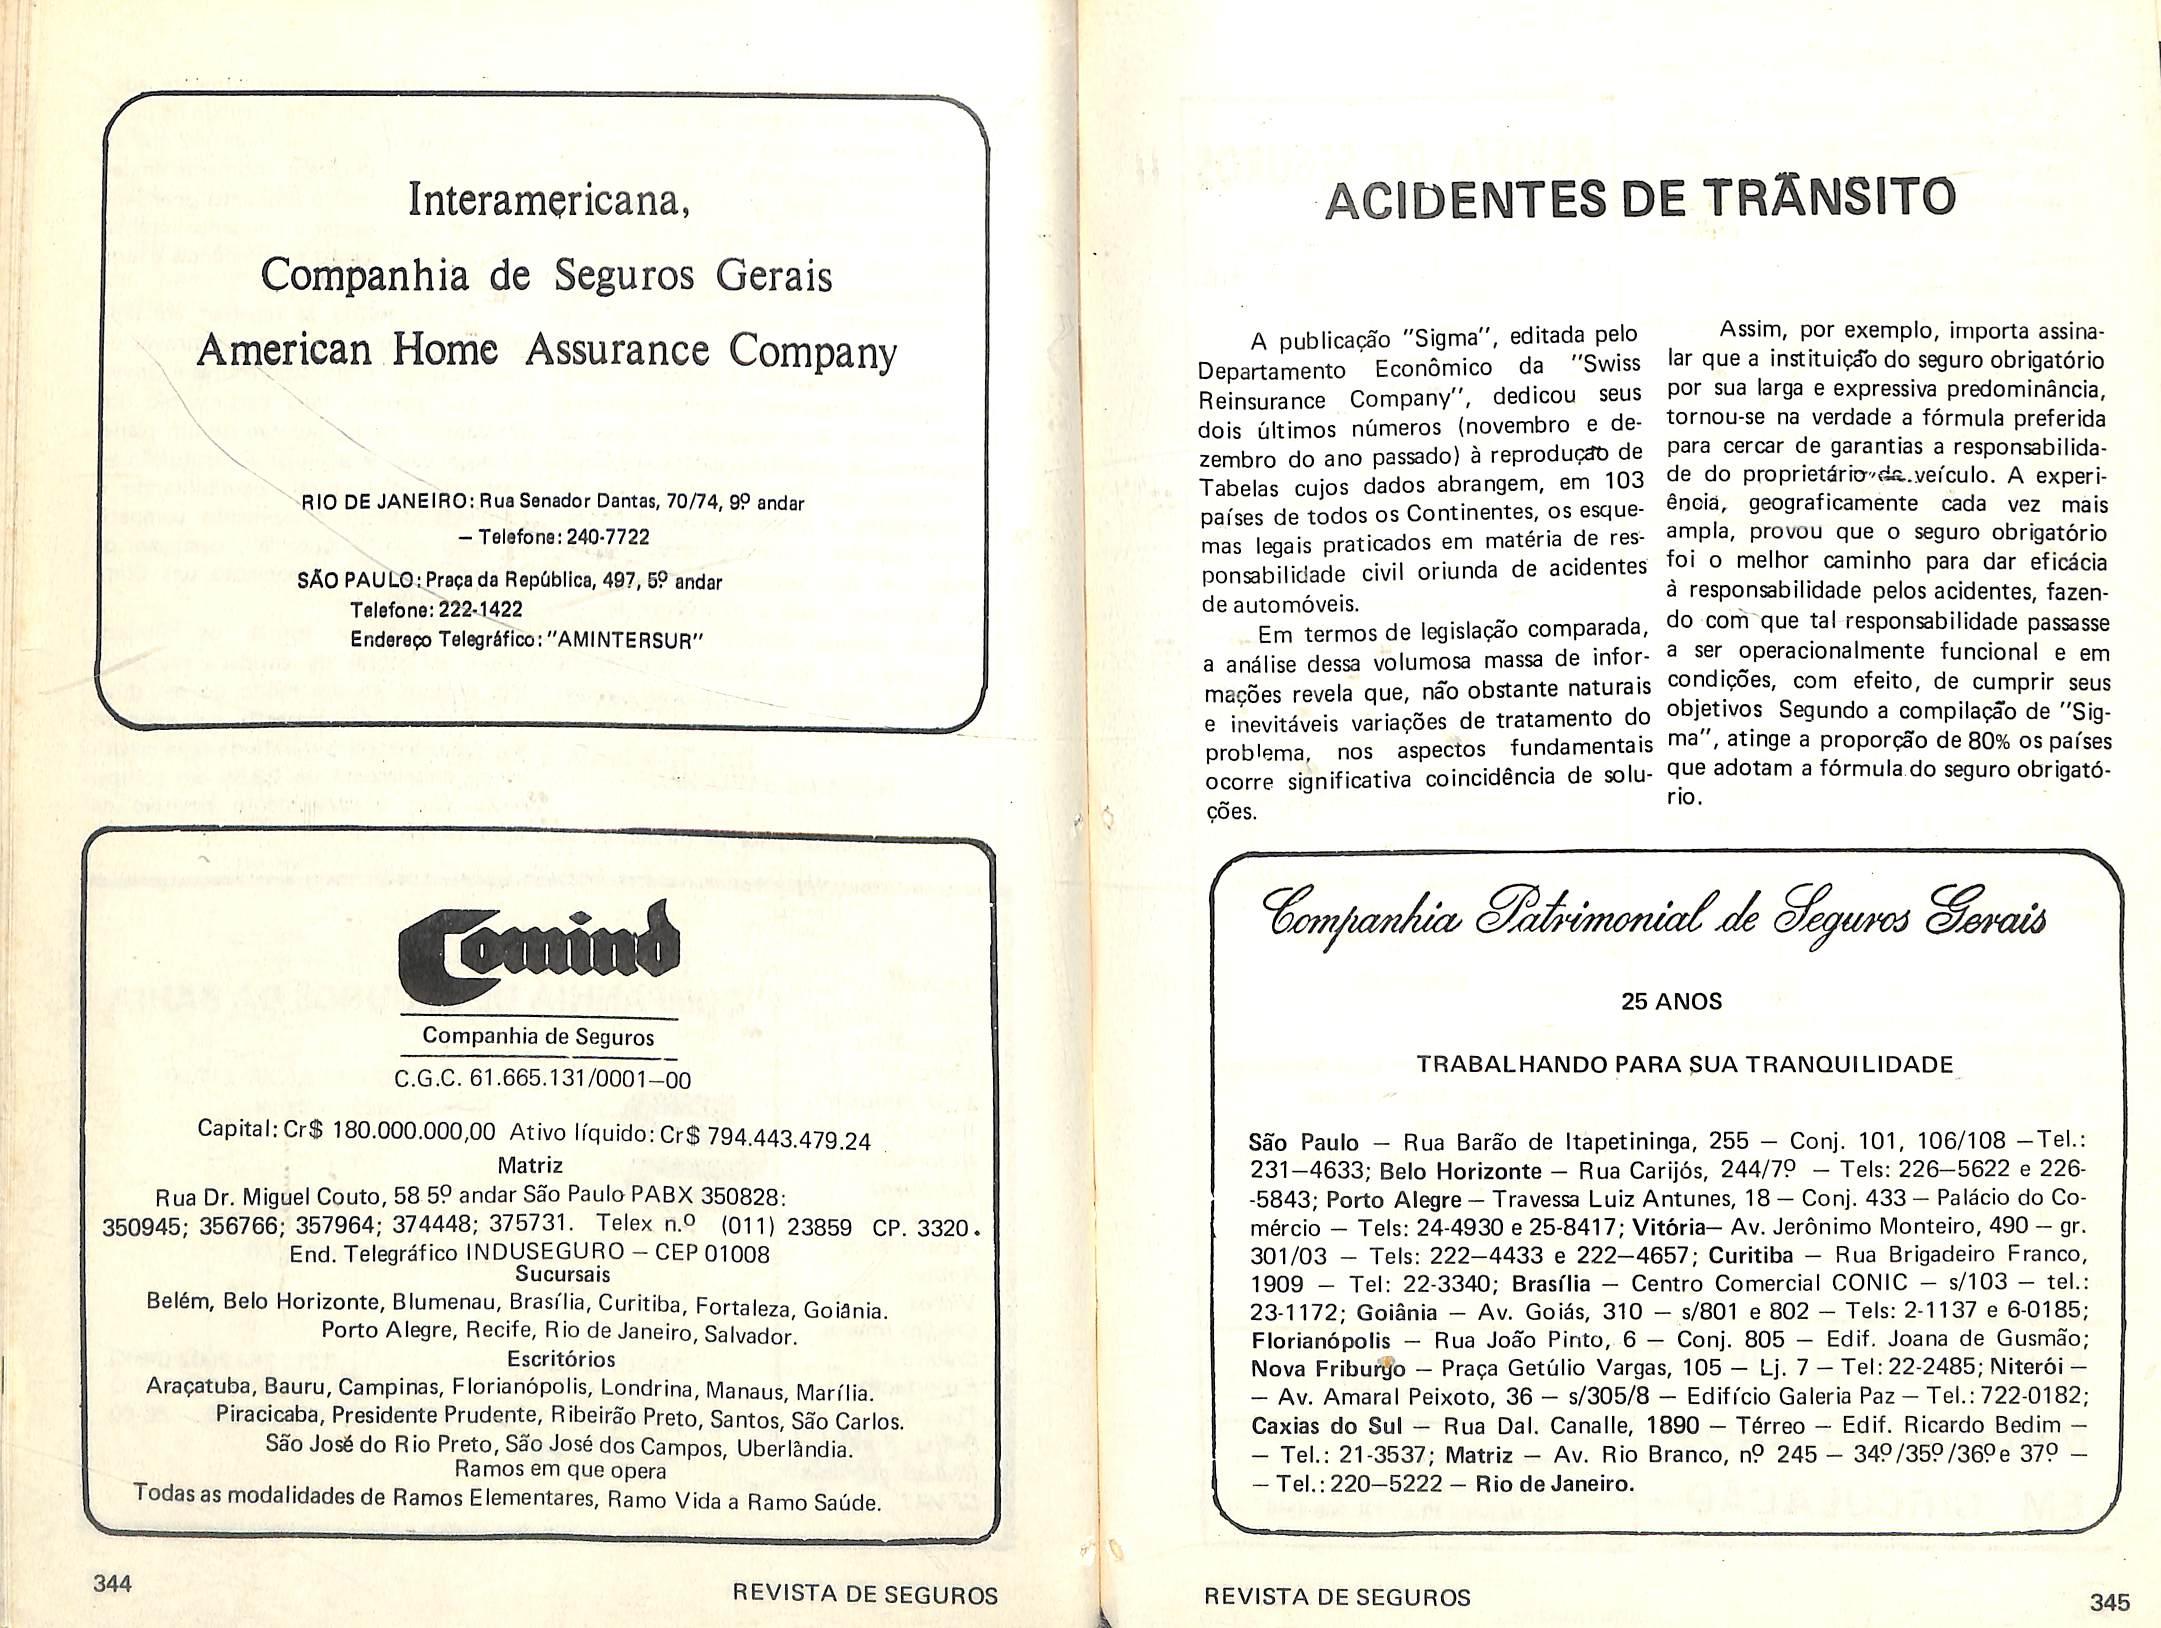 Interamericana,
Companhia de Seguros Gerais
American Home Assurance Company
RIO DE JANEIRO: Rua Senador Dantas, 70/74, 9º andar
– Telefone: 240-7722
SÃO PAULO: Praça da República, 497, 5º andar
Telefone: 222-1422
Endereço Telegráfico: "AMINTERSUR"
Comind
Companhia de Seguros
C.G.C. 61.665.131/0001–00
Capital: Cr$ 180.000.000,00 Ativo líquido: Cr$ 794.443.479.24
Matriz
Rua Dr. Miguel Couto, 58 5º andar São Paulo PABX 350828:
350945; 356766; 357964; 374448; 375731. Telex n.º (011) 23859 CP. 3320.
End. Telegráfico INDUSEGURO – CEP 01008
Sucursais
Belém, Belo Horizonte, Blumenau, Brasília, Curitiba, Fortaleza, Goiânia.
Porto Alegre, Recife, Rio de Janeiro, Salvador.
Escritórios
Araçatuba, Bauru, Campinas, Florianópolis, Londrina, Manaus, Marília.
Piracicaba, Presidente Prudente, Ribeirão Preto, Santos, São Carlos.
São José do Rio Preto, São José dos Campos, Uberlândia.
Ramos em que opera
Todas as modalidades de Ramos Elementares, Ramo Vida a Ramo Saúde.
344
REVISTA DE SEGUROS
ACIDENTES DE TRÂNSITO
A publicação "Sigma", editada pelo
Departamento Econômico da "Swiss
Reinsurance Company", dedicou seus
dois últimos números (novembro e de-
zembro do ano passado) à reprodução de
Tabelas cujos dados abrangem, em 103
países de todos os Continentes, os esque-
mas legais praticados em matéria de res-
ponsabilidade civil oriunda de acidentes
de automóveis.
Em termos de legislação comparada,
a análise dessa volumosa massa de infor-
mações revela que, não obstante naturais
e inevitáveis variações de tratamento do
problema, nos aspectos fundamentais
ocorre significativa coincidência de solu-
ções.
Assim, por exemplo, importa assina-
lar que a instituição do seguro obrigatório
por sua larga e expressiva predominância,
tornou-se na verdade a fórmula preferida
para cercar de garantias a responsabilida-
de do proprietário de veículo. A experi-
ência, geograficamente cada vez mais
ampla, provou que o seguro obrigatório
foi o melhor caminho para dar eficácia
à responsabilidade pelos acidentes, fazen-
do com que tal responsabilidade passasse
a ser operacionalmente funcional e em
condições, com efeito, de cumprir seus
objetivos Segundo a compilação de "Sig-
ma", atinge a proporção de 80% os países
que adotam a fórmula do seguro obrigató-
rio.
Companhia Patrimonial de Seguros Gerais
25 ANOS
TRABALHANDO PARA SUA TRANQUILIDADE
São Paulo – Rua Barão de Itapetininga, 255 – Conj. 101, 106/108 –Tel.:
231–4633; Belo Horizonte – Rua Carijós, 244/7º – Tels: 226–5622 e 226-
-5843; Porto Alegre – Travessa Luiz Antunes, 18 – Conj. 433 – Palácio do Co-
mércio – Tels: 24-4930 e 25-8417; Vitória– Av. Jerônimo Monteiro, 490 – gr.
301/03 – Tels: 222–4433 e 222–4657; Curitiba – Rua Brigadeiro Franco,
1909 – Tel: 22-3340; Brasília – Centro Comercial CONIC – s/103 – tel.:
23-1172; Goiânia – Av. Goiás, 310 – s/801 e 802 – Tels: 2-1137 e 6-0185;
Florianópolis – Rua João Pinto, 6 – Conj. 805 – Edif. Joana de Gusmão;
Nova Friburgo – Praça Getúlio Vargas, 105 – Lj. 7 – Tel: 22-2485; Niterói –
– Av. Amaral Peixoto, 36 – s/305/8 – Edifício Galeria Paz – Tel.: 722-0182;
Caxias do Sul – Rua Dal. Canalle, 1890 – Térreo – Edif. Ricardo Bedim –
– Tel.: 21-3537; Matriz – Av. Rio Branco, nº 245 – 34º/35º/36º e 37º –
– Tel.: 220–5222 – Rio de Janeiro.
REVISTA DE SEGUROS
345